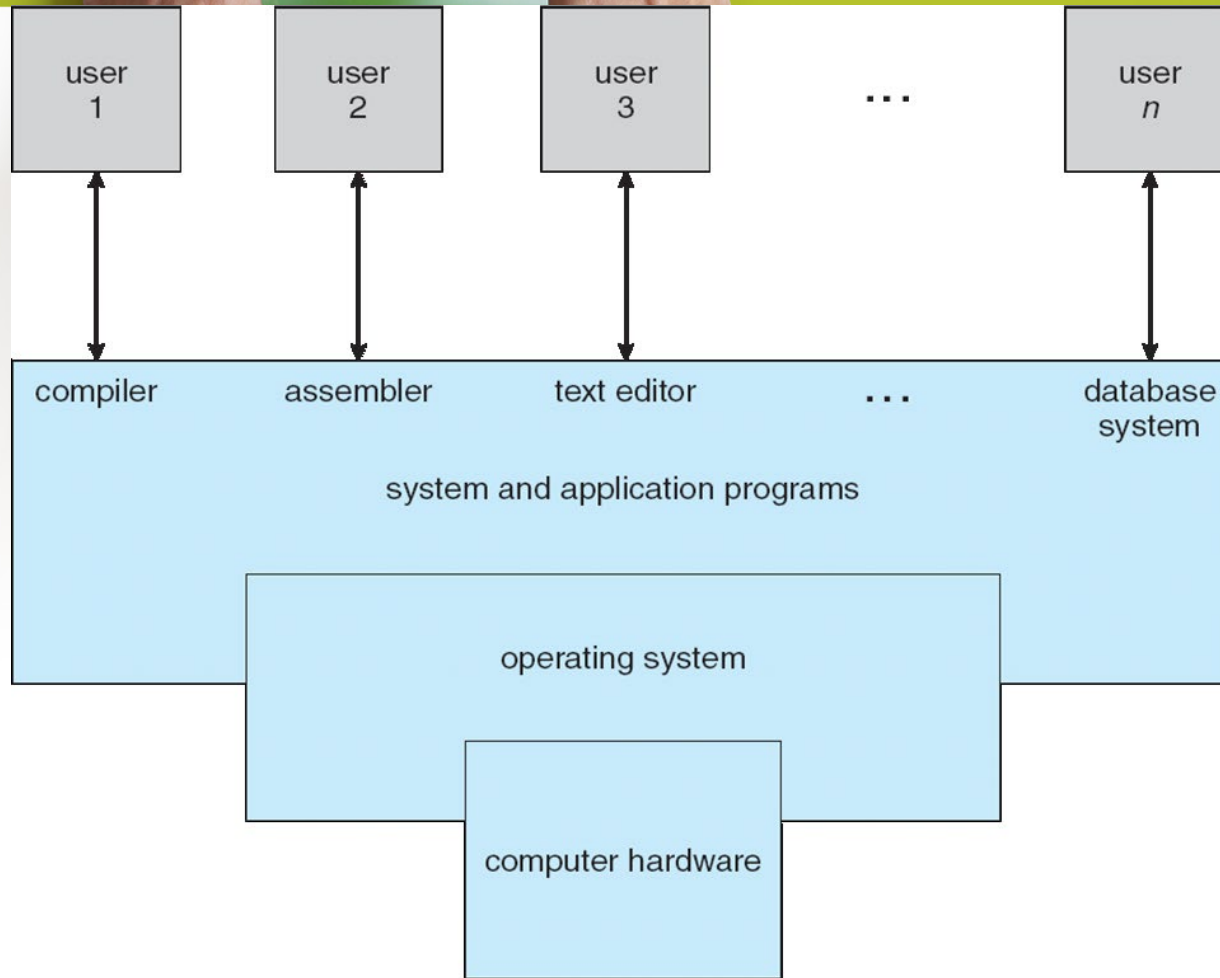 user
1
user
2
user
3
...
user
n
compiler
assembler
text editor
...
database
system
system and application programs
operating system
computer hardware